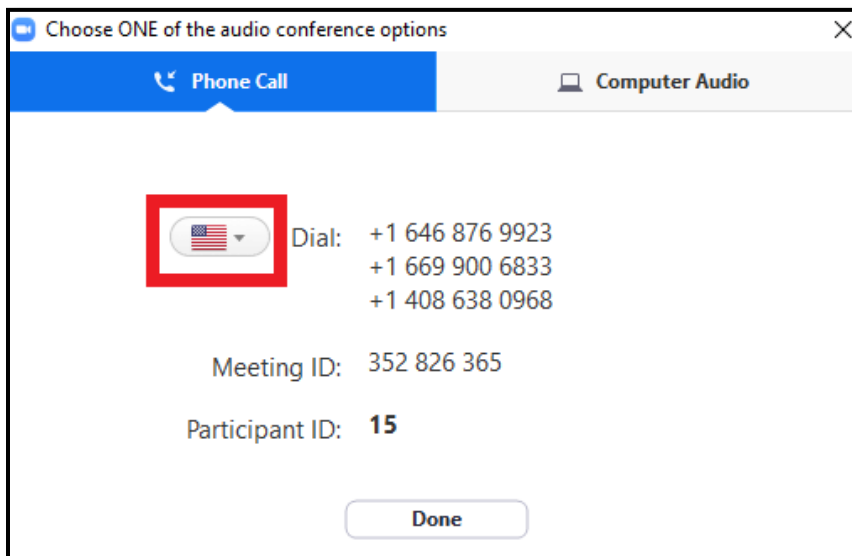 Choose ONE of the audio conference options
Phone Call
Computer Audio
Dial: +1 646 876 9923
+1 669 900 6833
+1 408 638 0968
Meeting ID: 352 826 365
Participant ID: 15
Done